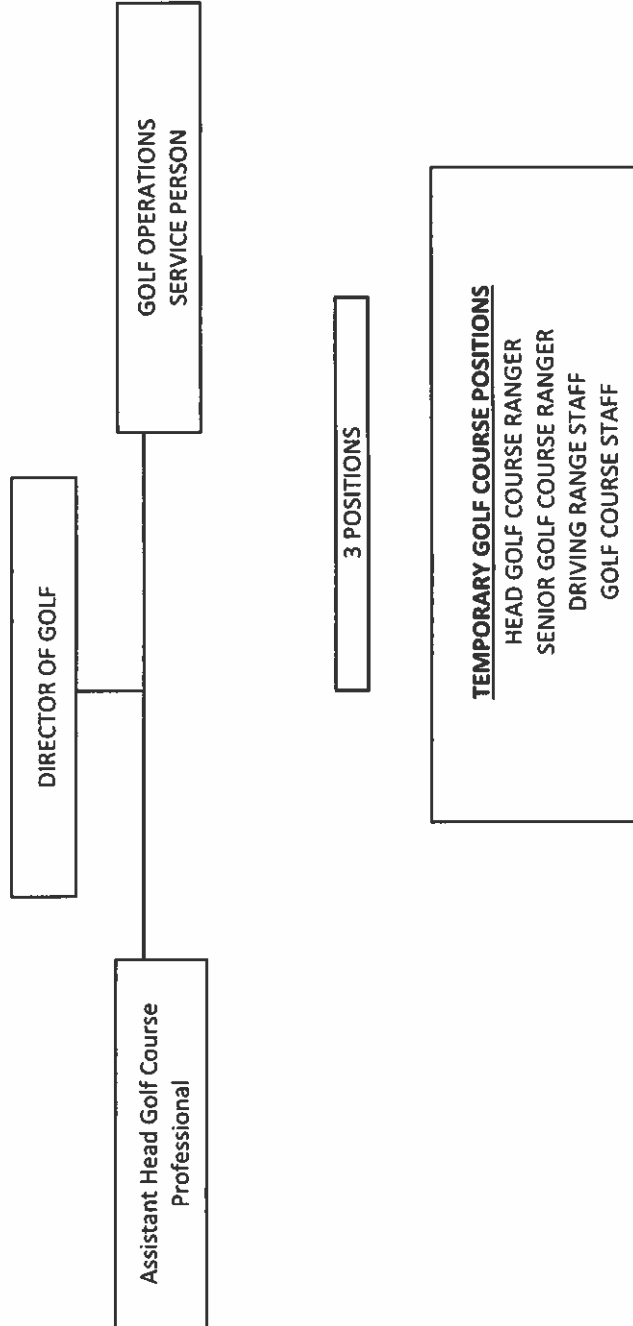 DIRECTOR OF GOLF
Assistant Head Golf Course
Professional
GOLF OPERATIONS
SERVICE PERSON
3 POSITIONS
TEMPORARY GOLF COURSE POSITIONS
HEAD GOLF COURSE RANGER
SENIOR GOLF COURSE RANGER
DRIVING RANGE STAFF
GOLF COURSE STAFF